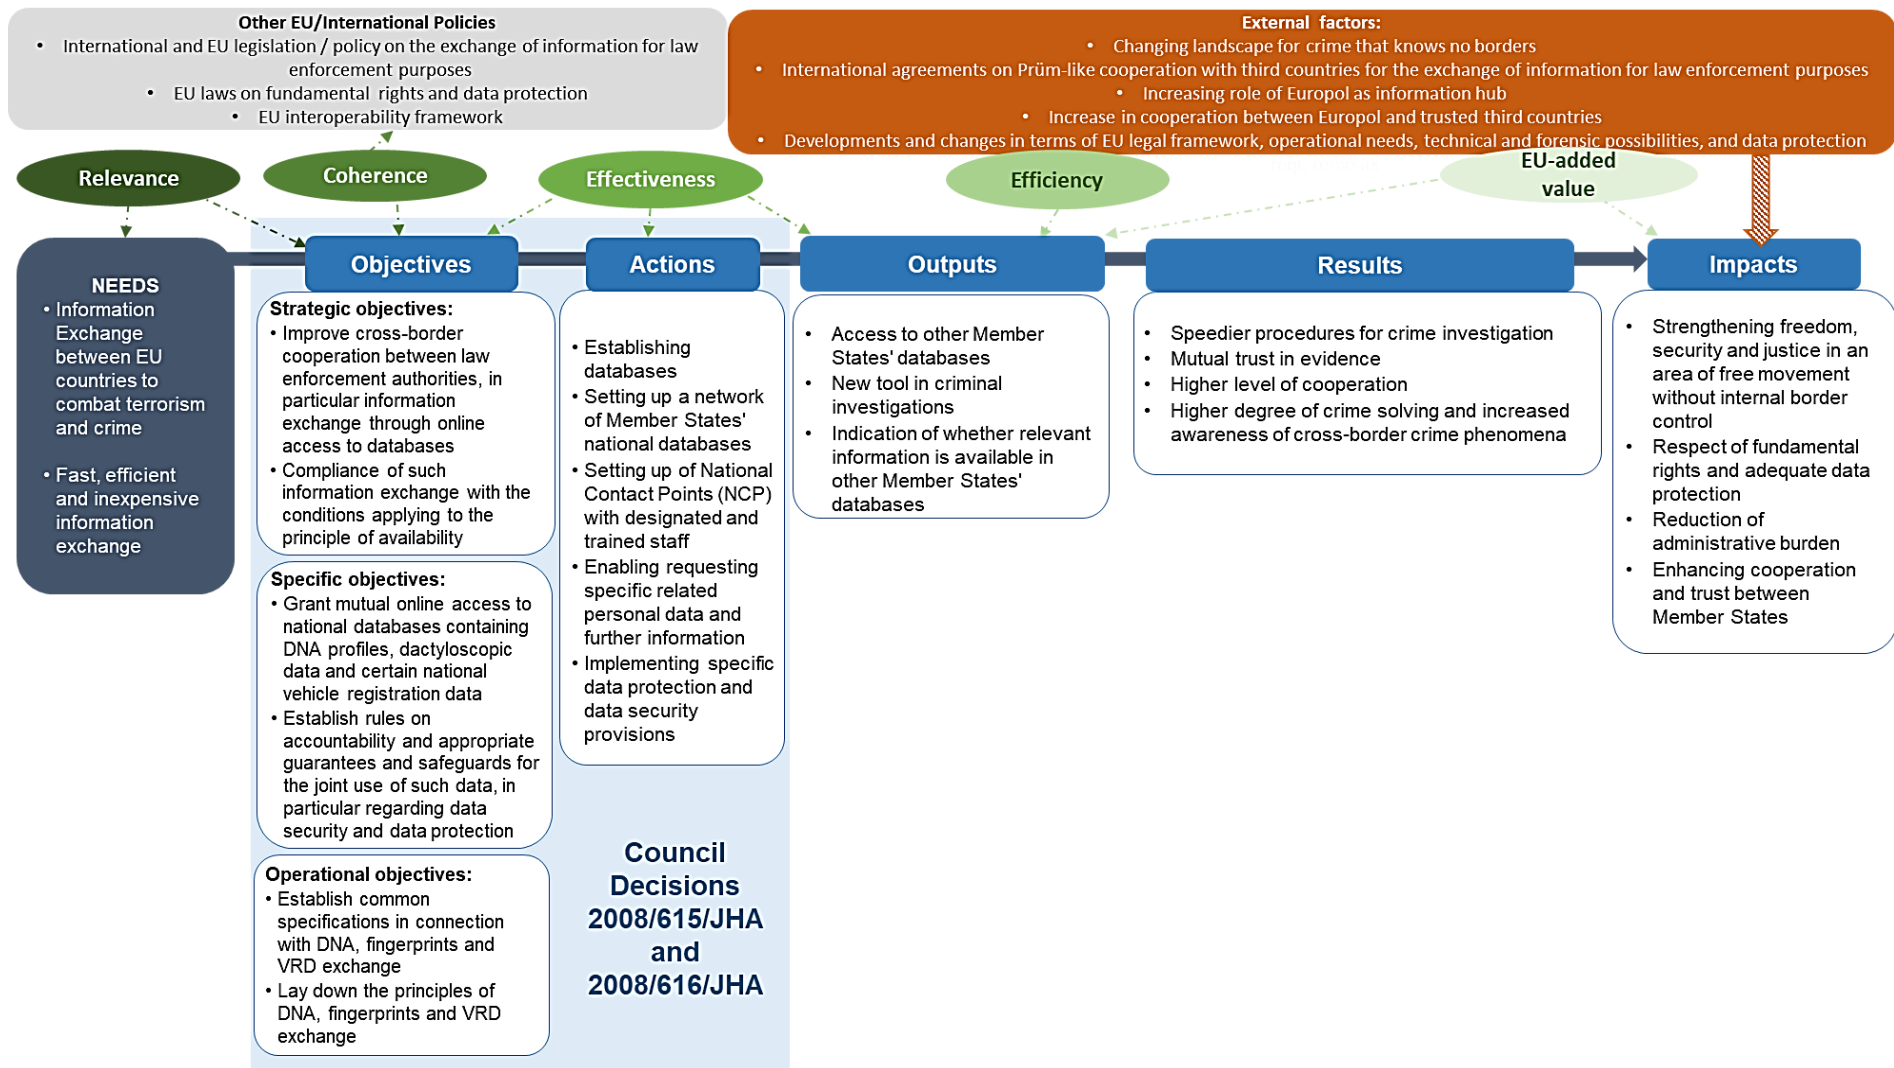 Other EU/International Policies
• International and EU legislation / policy on the exchange of information for law
enforcement purposes
• EU laws on fundamental rights and data protection
• EU interoperability framework
External factors:
• Changing landscape for crime that knows no borders
• International agreements on Prüm-like cooperation with third countries for the exchange of information for law enforcement purposes
• Increasing role of Europol as information hub
• Increase in cooperation between Europol and trusted third countries
• Developments and changes in terms of EU legal framework, operational needs, technical and forensic possibilities, and data protection
Relevance
Coherence
Effectiveness
Efficiency
EU-added
value
NEEDS
• Information
Exchange
between EU
countries to
combat terrorism
and crime
• Fast, efficient
and inexpensive
information
exchange
Objectives
Strategic objectives:
• Improve cross-border
cooperation between law
enforcement authorities, in
particular information
exchange through online
access to databases
• Compliance of such
information exchange with the
conditions applying to the
principle of availability
Specific objectives:
• Grant mutual online access to
national databases containing
DNA profiles, dactyloscopic
data and certain national
vehicle registration data
• Establish rules on
accountability and appropriate
guarantees and safeguards for
the joint use of such data, in
particular regarding data
security and data protection
Operational objectives:
• Establish common
specifications in connection
with DNA, fingerprints and
VRD exchange
• Lay down the principles of
DNA, fingerprints and VRD
exchange
Actions
• Establishing
databases
• Setting up a network
of Member States'
national databases
• Setting up of National
Contact Points (NCP)
with designated and
trained staff
• Enabling requesting
specific related
personal data and
further information
• Implementing specific
data protection and
data security
provisions
Council
Decisions
2008/615/JHA
and
2008/616/JHA
Outputs
• Access to other Member
States' databases
• New tool in criminal
investigations
• Indication of whether relevant
information is available in
other Member States'
databases
Results
• Speedier procedures for crime investigation
• Mutual trust in evidence
• Higher level of cooperation
• Higher degree of crime solving and increased
awareness of cross-border crime phenomena
Impacts
• Strengthening freedom,
security and justice in an
area of free movement
without internal border
control
• Respect of fundamental
rights and adequate data
protection
• Reduction of
administrative burden
• Enhancing cooperation
and trust between
Member States